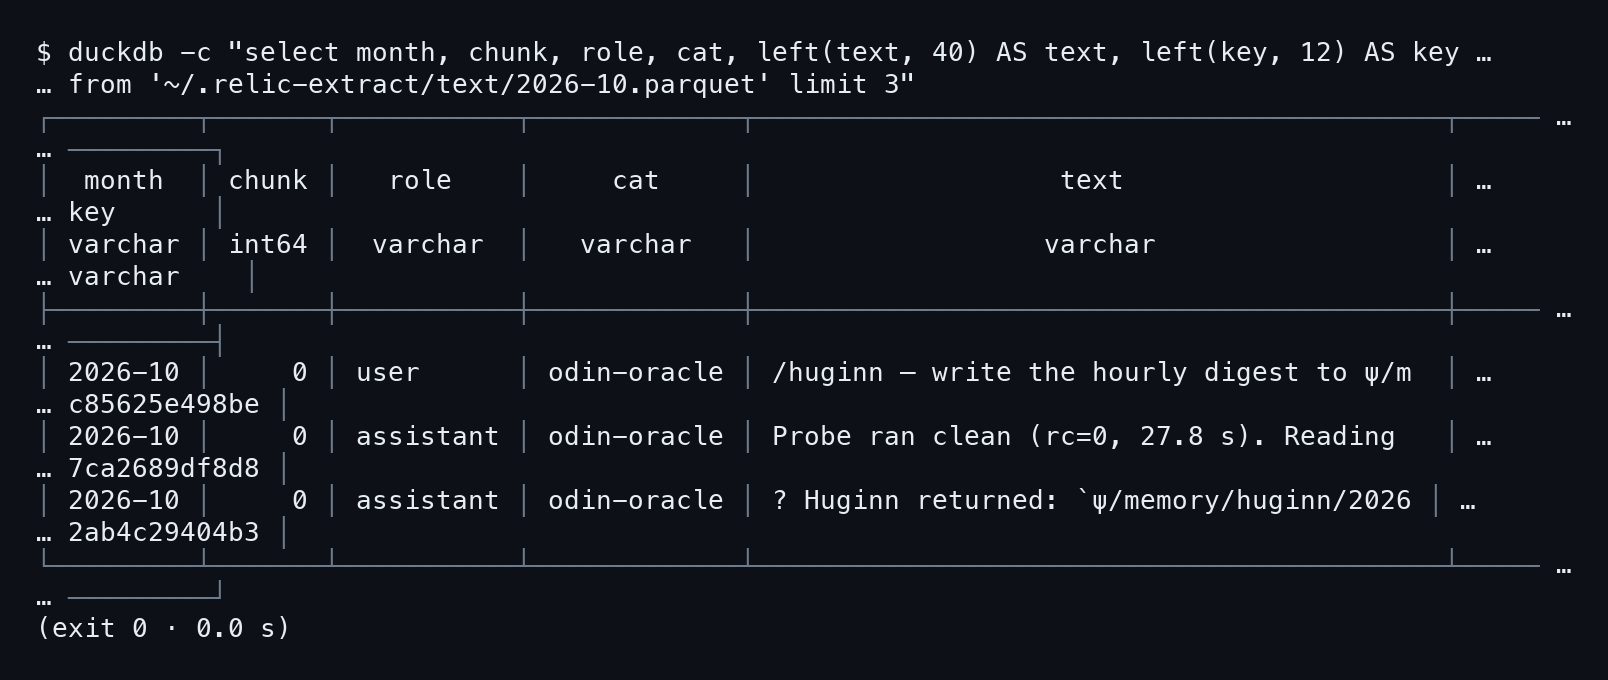 $ duckdb -c "select month, chunk, role, cat, left(text, 40) AS text, left(key, 12) AS key …
… from '~/.relic-extract/text/2026-10.parquet' limit 3"
┌─────────┬───────┬───────────┬─────────────┬───────────────────────────────────────────┬───── …
… ─────────┐
│  month  │ chunk │   role    │     cat     │                   text                    │ …
… key      │
│ varchar │ int64 │  varchar  │   varchar   │                  varchar                  │ …
… varchar    │
├─────────┼───────┼───────────┼─────────────┼───────────────────────────────────────────┼───── …
… ─────────┤
│ 2026-10 │     0 │ user      │ odin-oracle │ /huginn — write the hourly digest to ψ/m  │ …
… c85625e498be │
│ 2026-10 │     0 │ assistant │ odin-oracle │ Probe ran clean (rc=0, 27.8 s). Reading   │ …
… 7ca2689df8d8 │
│ 2026-10 │     0 │ assistant │ odin-oracle │ ? Huginn returned: `ψ/memory/huginn/2026 │ …
… 2ab4c29404b3 │
└─────────┴───────┴───────────┴─────────────┴───────────────────────────────────────────┴───── …
… ─────────┘
(exit 0 · 0.0 s)